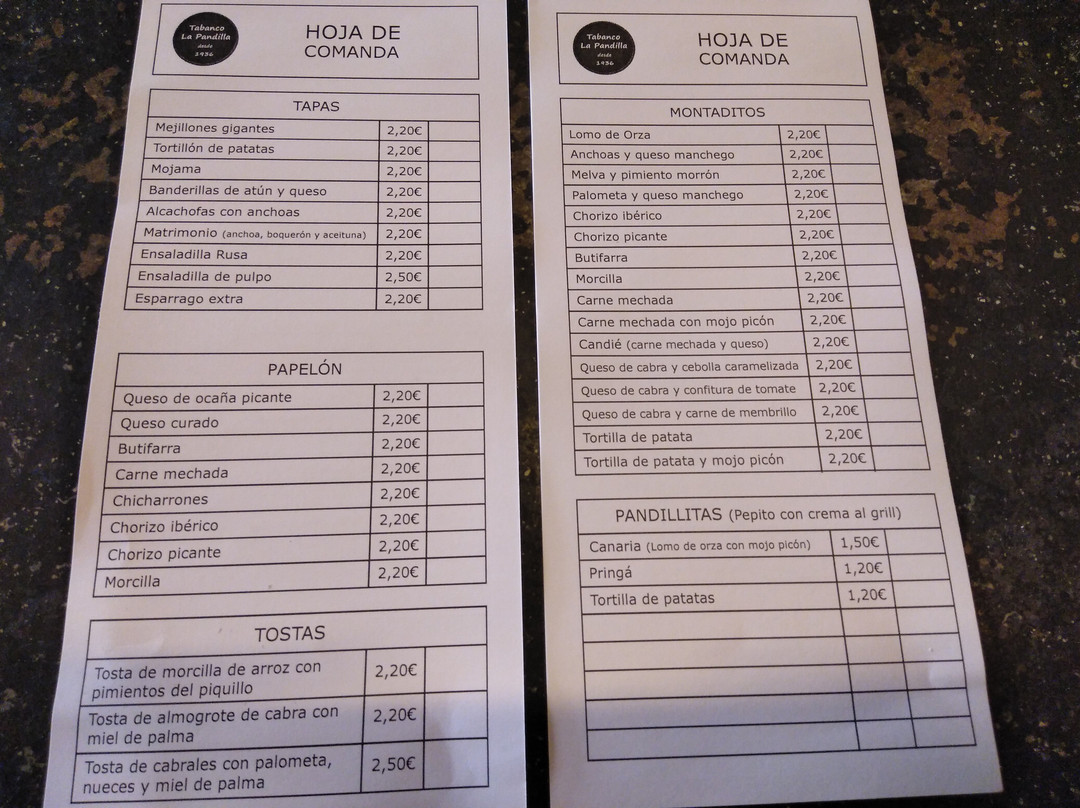 Tabanco
La Pandilla
desde
1936
HOJA DE
COMANDA
TAPAS
Mejillones gigantes 2,20€
Tortillón de patatas 2,20€
Mojama 2,20€
Banderillas de atún y queso 2,20€
Alcachofas con anchoas 2,20€
Matrimonio (anchoa, boquerón y aceituna) 2,20€
Ensaladilla Rusa 2,20€
Ensaladilla de pulpo 2,50€
Esparrago extra 2,20€
PAPELÓN
Queso de ocaña picante 2,20€
Queso curado 2,20€
Butifarra 2,20€
Carne mechada 2,20€
Chicharrones 2,20€
Chorizo ibérico 2,20€
Chorizo picante 2,20€
Morcilla 2,20€
TOSTAS
Tosta de morcilla de arroz con 2,20€
pimientos del piquillo
Tosta de almogrote de cabra con 2,20€
miel de palma
Tosta de cabrales con palometa, 2,50€
nueces y miel de palma
Tabanco
La Pandilla
desde
1936
HOJA DE
COMANDA
MONTADITOS
Lomo de Orza 2,20€
Anchoas y queso manchego 2,20€
Melva y pimiento morrón 2,20€
Palometa y queso manchego 2,20€
Chorizo ibérico 2,20€
Chorizo picante 2,20€
Butifarra 2,20€
Morcilla 2,20€
Carne mechada 2,20€
Carne mechada con mojo picón 2,20€
Candié (carne mechada y queso) 2,20€
Queso de cabra y cebolla caramelizada 2,20€
Queso de cabra y confitura de tomate 2,20€
Queso de cabra y carne de membrillo 2,20€
Tortilla de patata 2,20€
Tortilla de patata y mojo picón 2,20€
PANDILLITAS (Pepito con crema al grill)
Canaria (Lomo de orza con mojo picón) 1,50€
Pringá 1,20€
Tortilla de patatas 1,20€